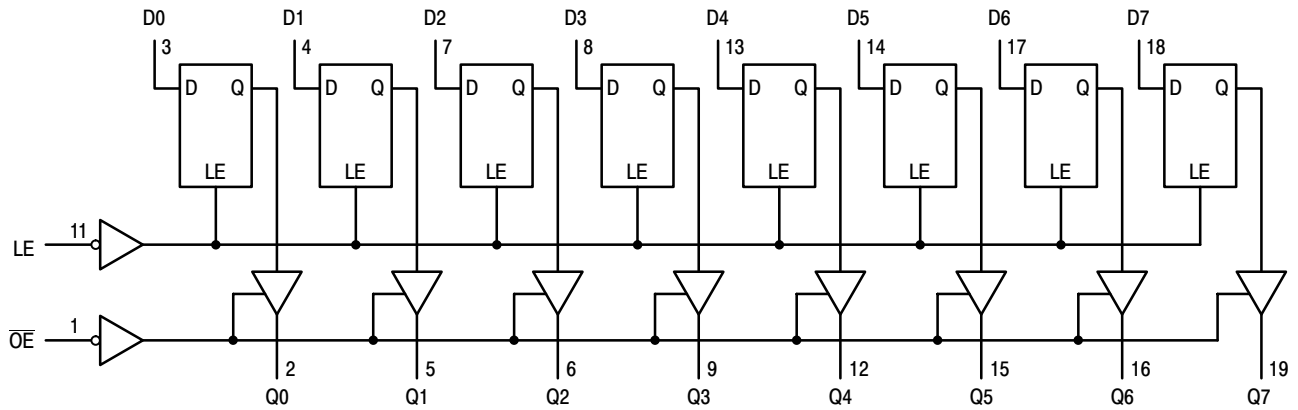 D0 D1 D2 D3 D4 D5 D6 D7
3 4 7 8 13 14 17 18
D Q D Q D Q D Q D Q D Q D Q D Q
LE LE LE LE LE LE LE LE
11
LE
1
O̅E̅
2 5 6 9 12 15 16 19
Q0 Q1 Q2 Q3 Q4 Q5 Q6 Q7